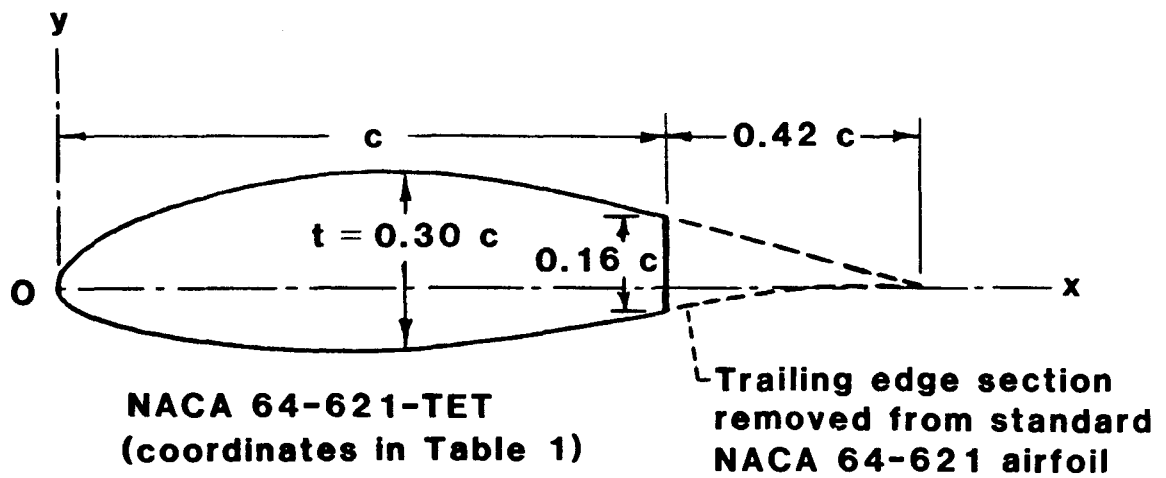 y
c
0.42 c
t = 0.30 c
0.16 c
O
x
NACA 64-621-TET
(coordinates in Table 1)
Trailing edge section
removed from standard
NACA 64-621 airfoil